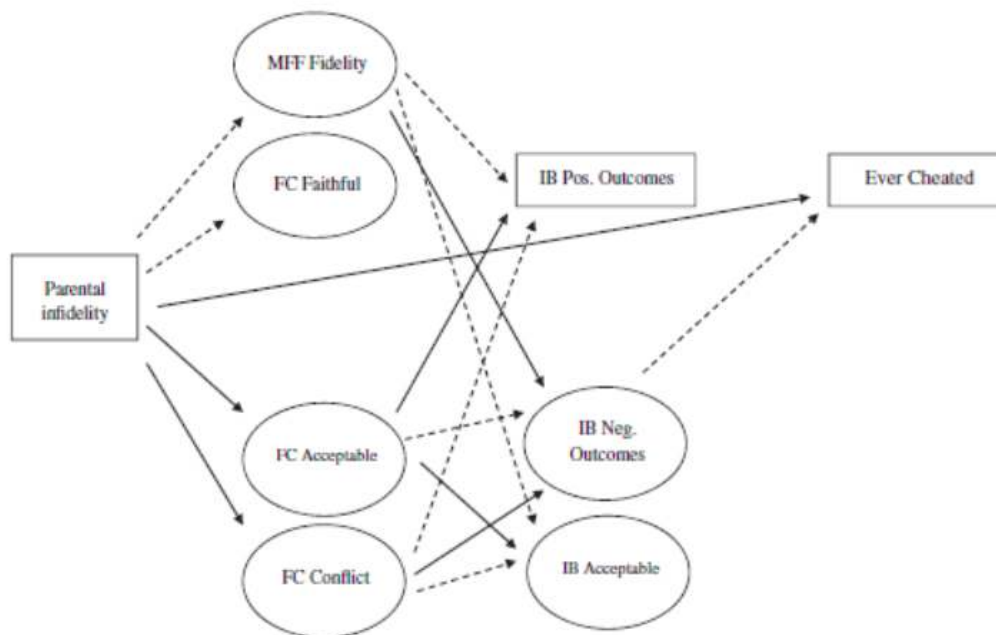 MFF Fidelity
FC Faithful
IB Pos. Outcomes
Ever Cheated
Parental
infidelity
FC Acceptable
IB Neg.
Outcomes
FC Conflict
IB Acceptable